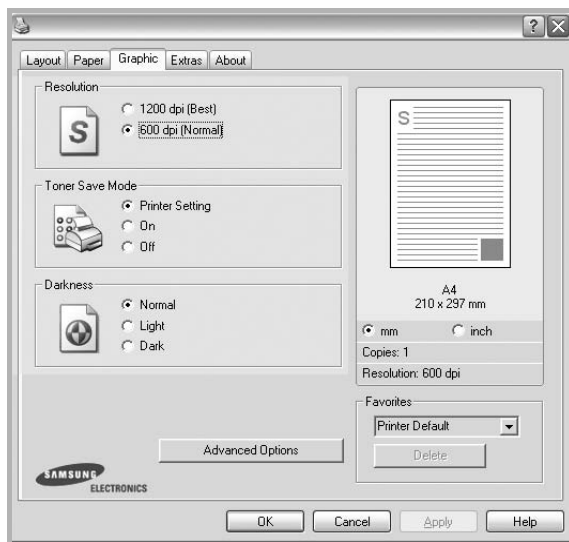 Layout Paper Graphic Extras About
Resolution
1200 dpi (Best)
600 dpi (Normal)
S
Toner Save Mode
Printer Setting
On
Off
Darkness
Normal
Light
Dark
S
A4
210 x 297 mm
mm inch
Copies: 1
Resolution: 600 dpi
Favorites
Printer Default
Delete
Advanced Options
SAMSUNG
ELECTRONICS
OK Cancel Apply Help